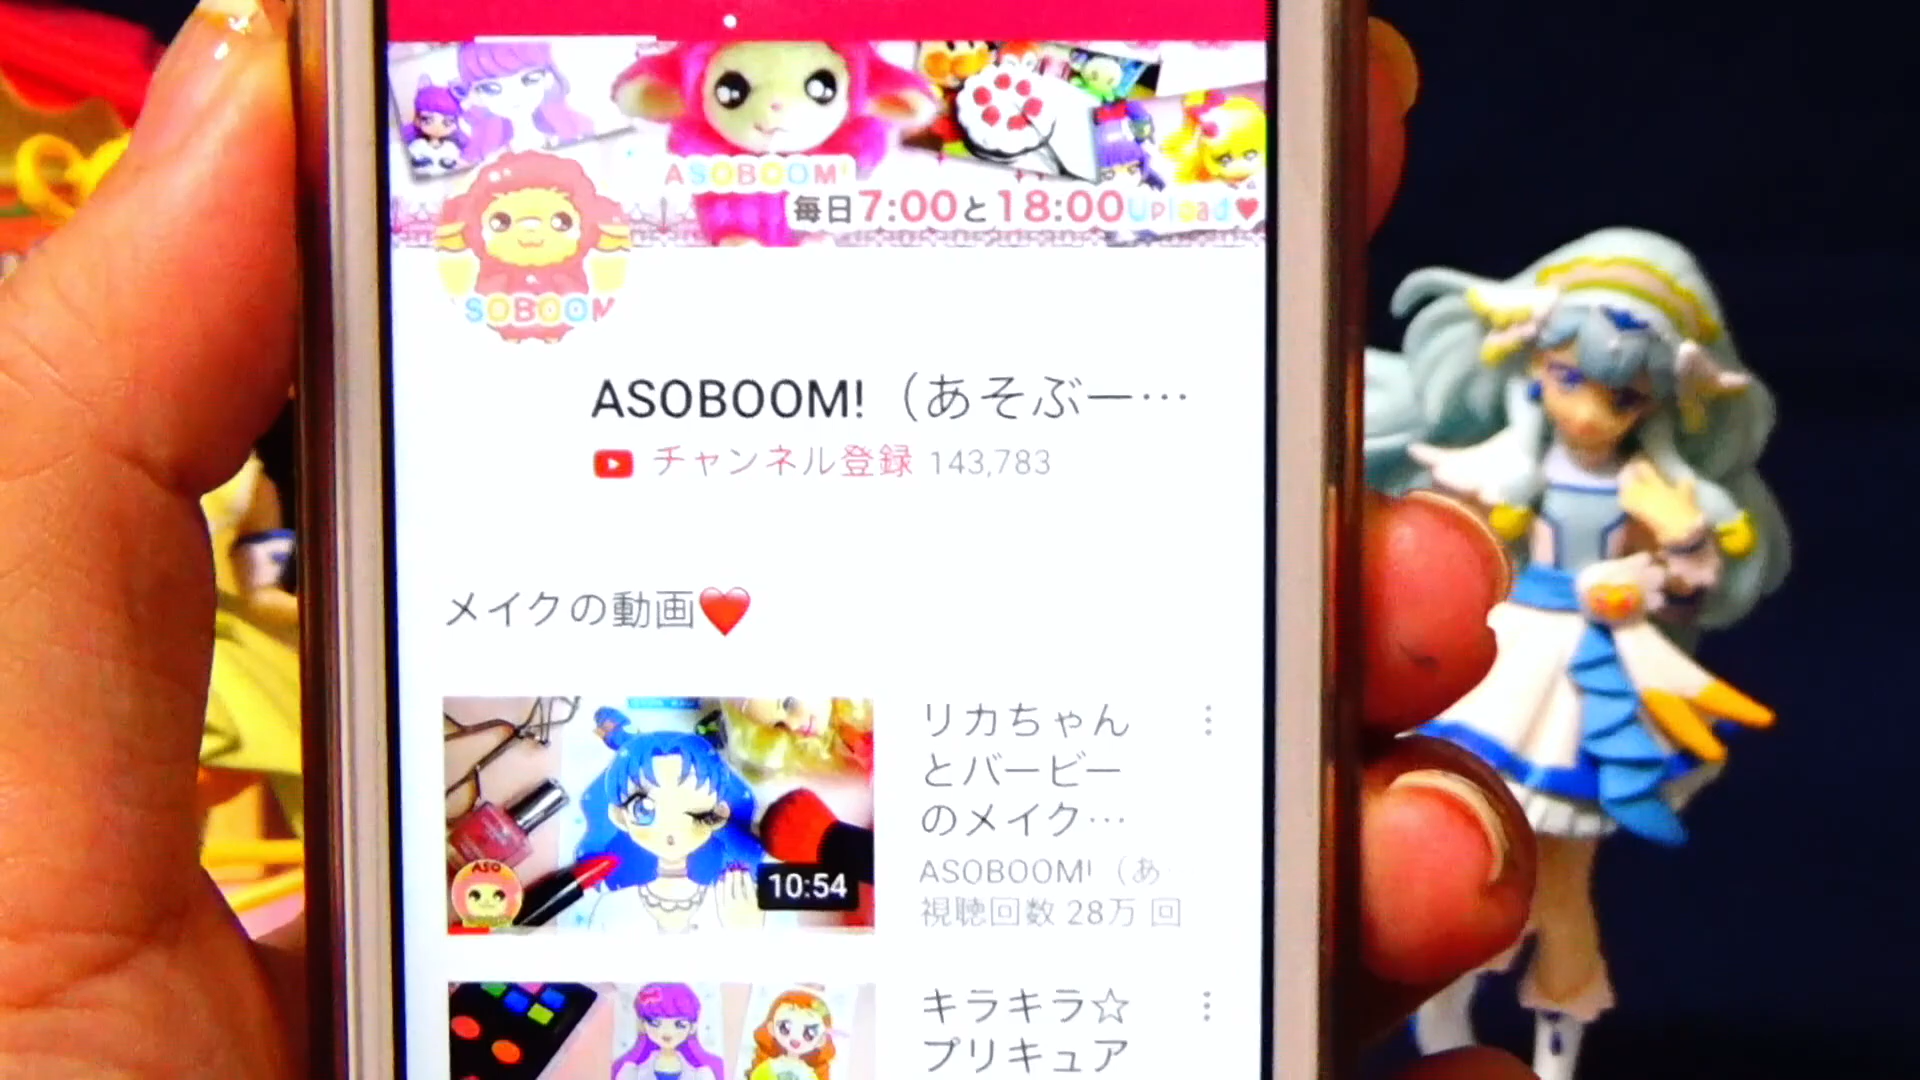 ASOBOOM!
毎日7:00と18:00Upload♥
SOBOOM
ASOBOOM!（あそぶー…
チャンネル登録 143,783
メイクの動画❤
リカちゃん
とバービー
のメイク…
ASOBOOM!（あ
視聴回数 28万 回
ASO
10:54
キラキラ☆
プリキュア